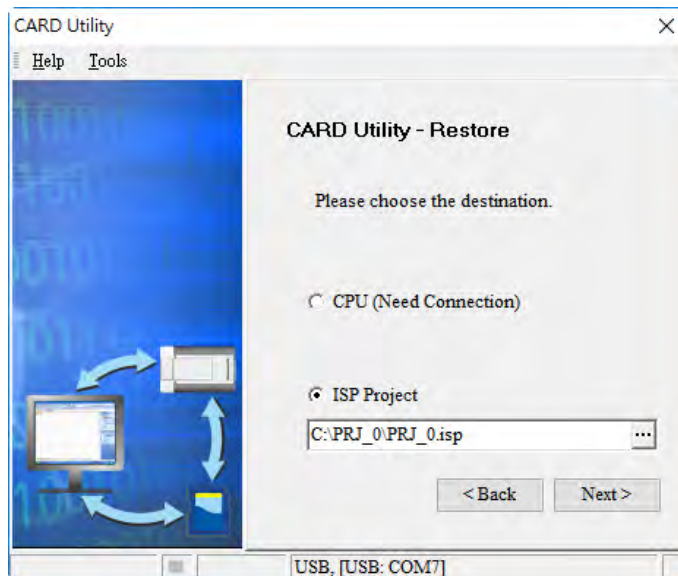 CARD Utility
Help Tools
CARD Utility - Restore
Please choose the destination.
CPU (Need Connection)
ISP Project
C:\PRJ_0\PRJ_0.isp
...
< Back Next >
USB, [USB: COM7]